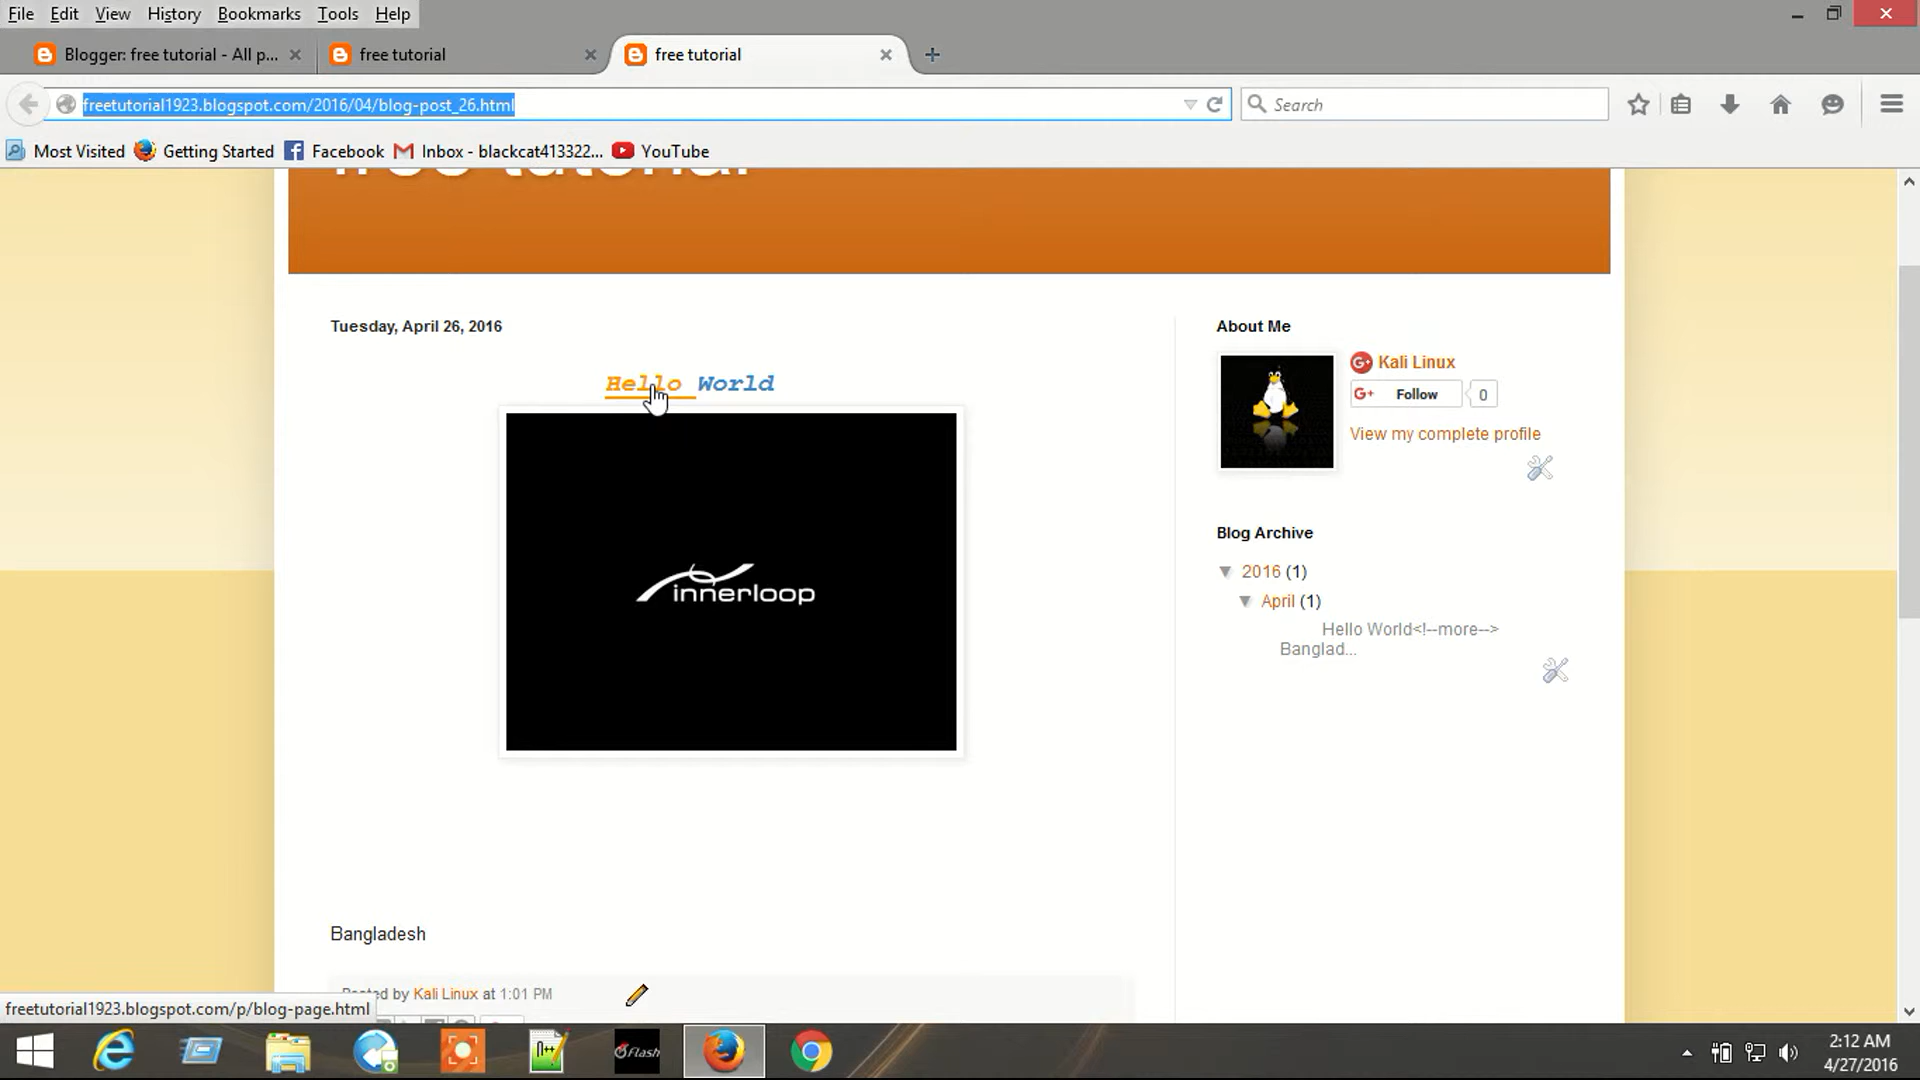 File Edit View History Bookmarks Tools Help
Blogger: free tutorial - All p... free tutorial free tutorial
freetutorial1923.blogspot.com/2016/04/blog-post_26.html Search
Most Visited Getting Started Facebook Inbox - blackcat413322... YouTube
free tutorial
Tuesday, April 26, 2016
Hello World
innerloop
Bangladesh
Posted by Kali Linux at 1:01 PM
About Me
Kali Linux
G+ Follow 0
View my complete profile
Blog Archive
▼ 2016 (1)
▼ April (1)
Hello World<!--more-->
Banglad...
freetutorial1923.blogspot.com/p/blog-page.html
Flash
2:12 AM
4/27/2016